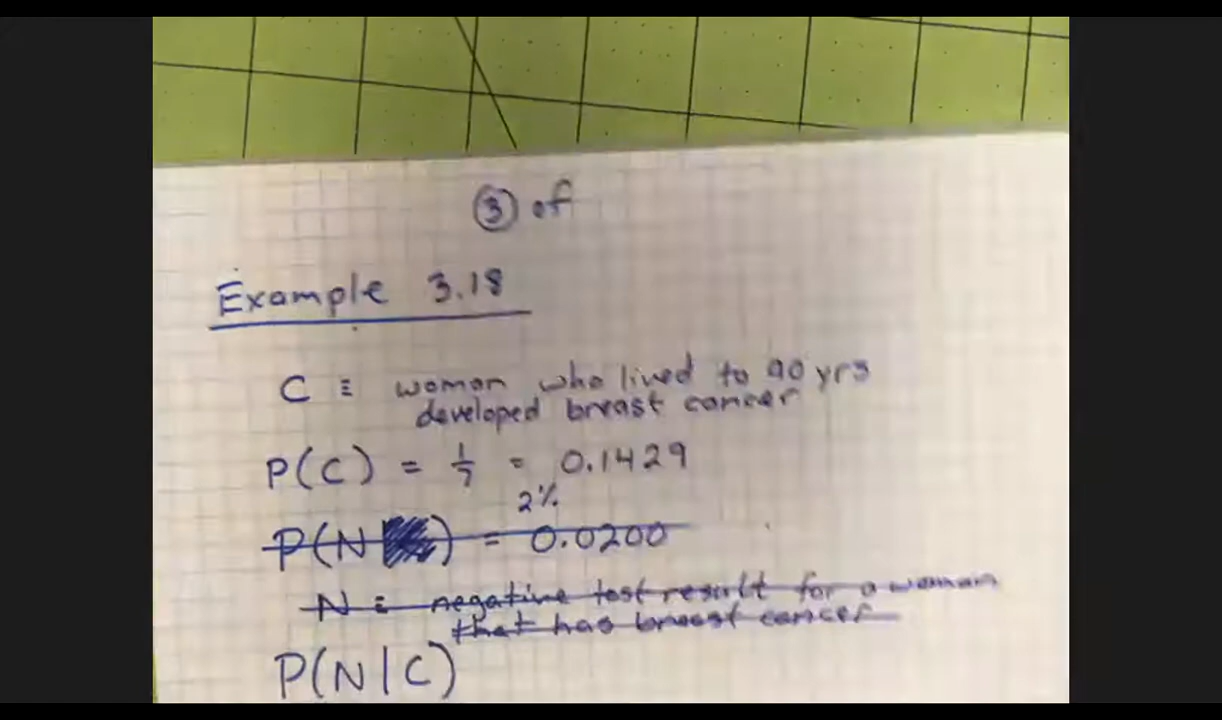 ③ of
Example 3.18
C ≡ woman who lived to 90 yrs
developed breast cancer
P(C) = 1/7 = 0.1429
2%
P(N ) = 0.0200
N ≡ negative test result for a woman
that has breast cancer
P(N|C)